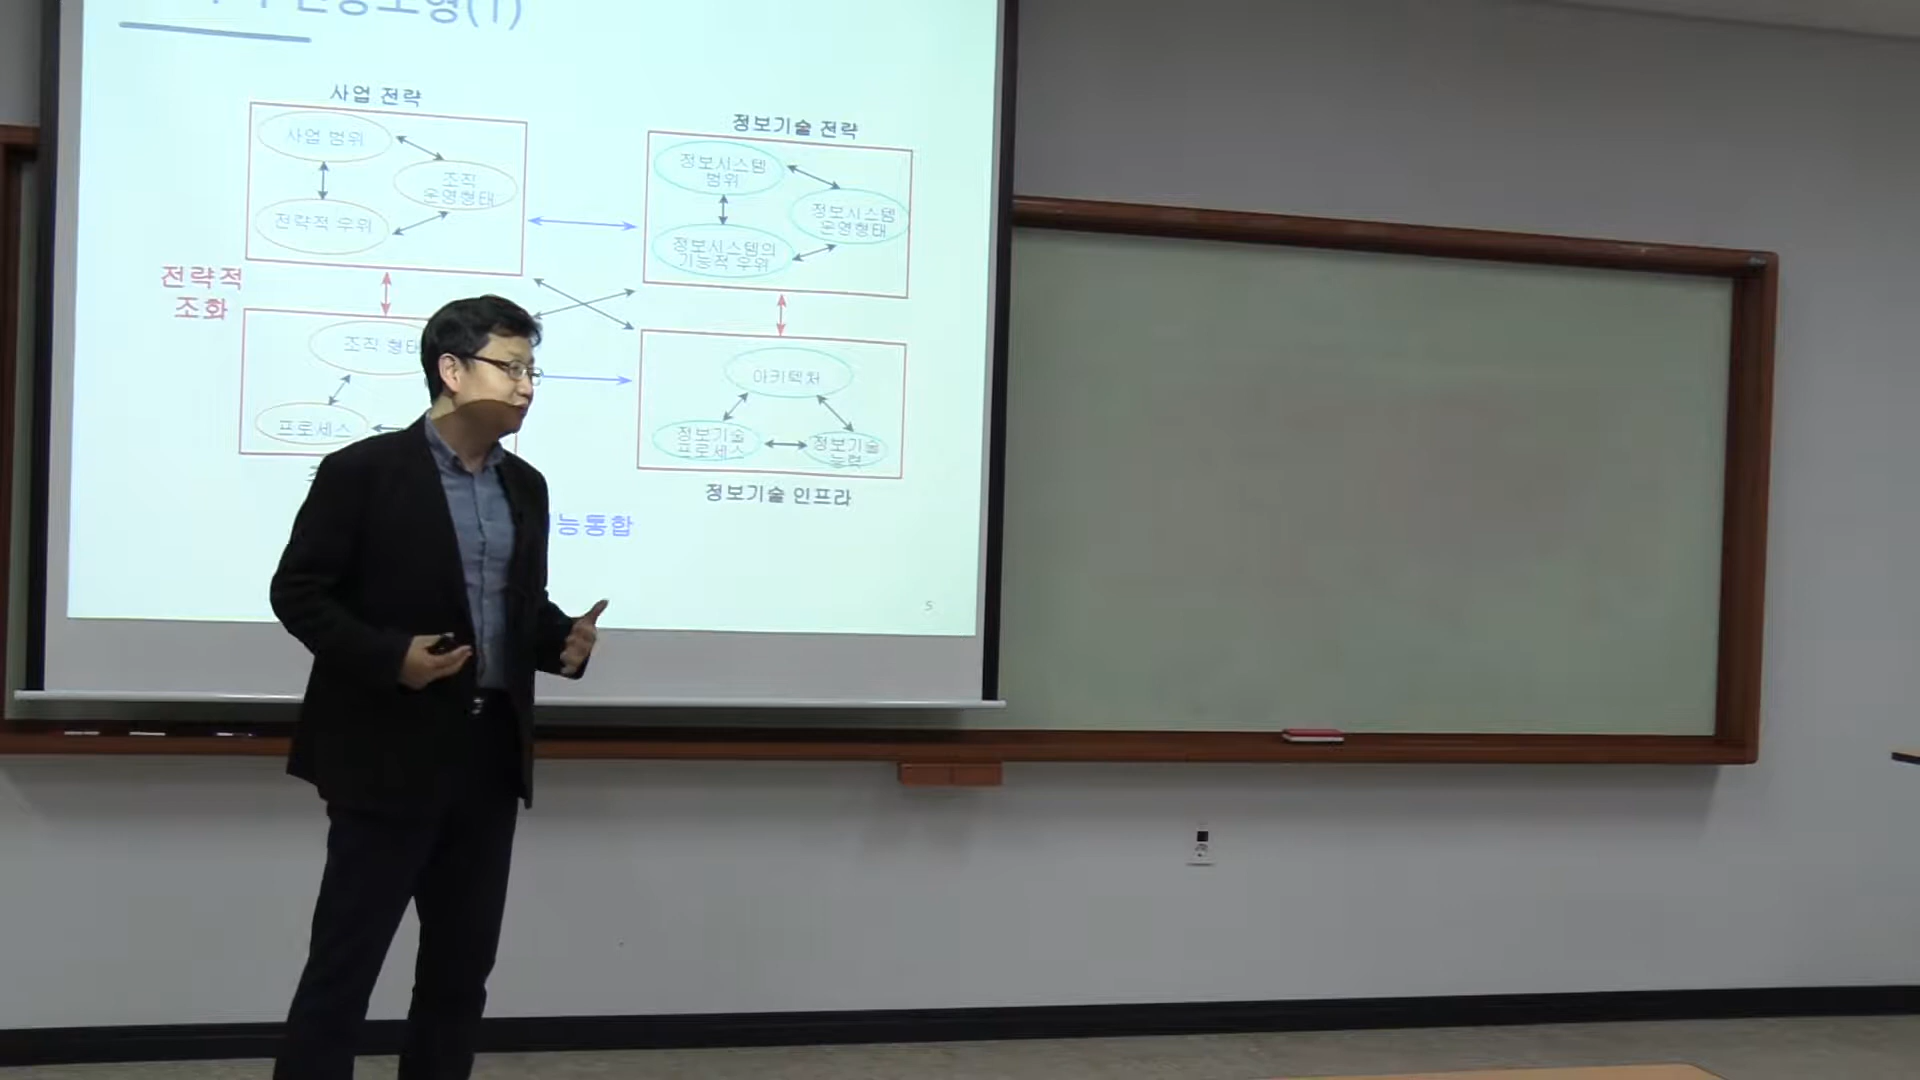 사업 전략
사업 범위
조직
운영형태
전략적 우위
정보기술 전략
정보시스템
범위
정보시스템
운영형태
정보시스템의
기능적 우위
전략적
조화
조직 형태
프로세스
아키텍처
정보기술
프로세스
정보기술
능력
정보기술 인프라
능통합
5